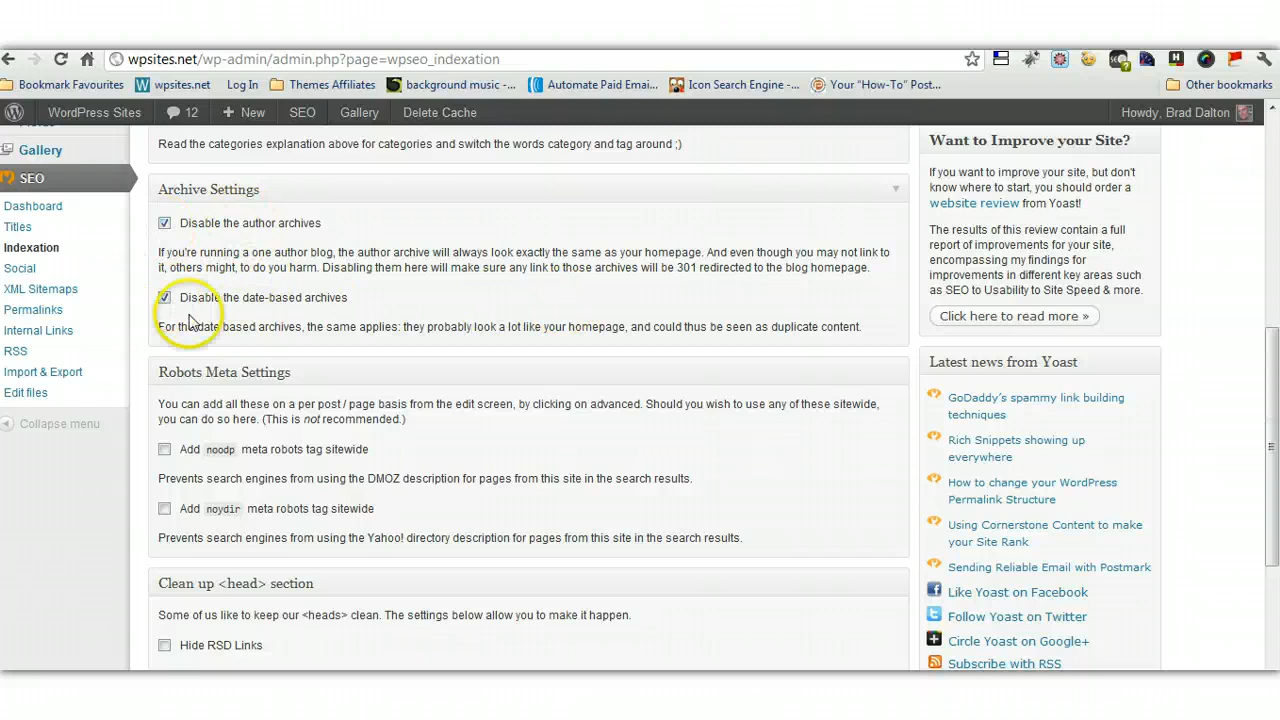 wpsites.net/wp-admin/admin.php?page=wpseo_indexation
Bookmark Favourites wpsites.net Log In Themes Affiliates background music -... Automate Paid Email... Icon Search Engine -... Your "How-To" Post... Other bookmarks
WordPress Sites 12 + New SEO Gallery Delete Cache Howdy, Brad Dalton
Gallery
SEO
Dashboard
Titles
Indexation
Social
XML Sitemaps
Permalinks
Internal Links
RSS
Import & Export
Edit files
Collapse menu
Read the categories explanation above for categories and switch the words category and tag around ;)
Archive Settings
Disable the author archives
If you're running a one author blog, the author archive will always look exactly the same as your homepage. And even though you may not link to
it, others might, to do you harm. Disabling them here will make sure any link to those archives will be 301 redirected to the blog homepage.
Disable the date-based archives
For the date-based archives, the same applies: they probably look a lot like your homepage, and could thus be seen as duplicate content.
Robots Meta Settings
You can add all these on a per post / page basis from the edit screen, by clicking on advanced. Should you wish to use any of these sitewide,
you can do so here. (This is not recommended.)
Add noodp meta robots tag sitewide
Prevents search engines from using the DMOZ description for pages from this site in the search results.
Add noydir meta robots tag sitewide
Prevents search engines from using the Yahoo! directory description for pages from this site in the search results.
Clean up <head> section
Some of us like to keep our <heads> clean. The settings below allow you to make it happen.
Hide RSD Links
Want to Improve your Site?
If you want to improve your site, but don't
know where to start, you should order a
website review from Yoast!
The results of this review contain a full
report of improvements for your site,
encompassing my findings for
improvements in different key areas such
as SEO to Usability to Site Speed & more.
Click here to read more »
Latest news from Yoast
GoDaddy's spammy link building
techniques
Rich Snippets showing up
everywhere
How to change your WordPress
Permalink Structure
Using Cornerstone Content to make
your Site Rank
Sending Reliable Email with Postmark
Like Yoast on Facebook
Follow Yoast on Twitter
Circle Yoast on Google+
Subscribe with RSS